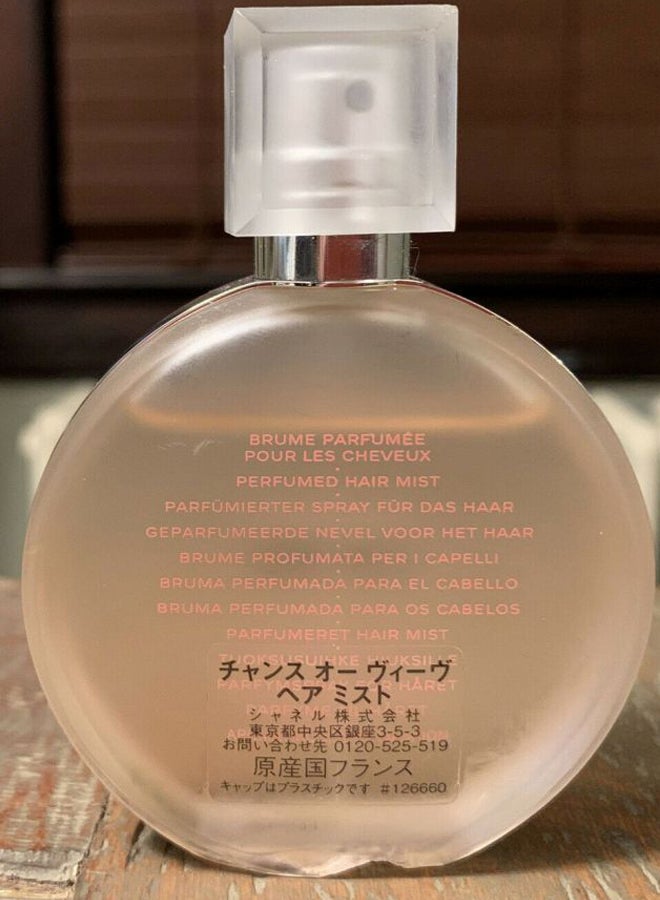 BRUME PARFUMÉE
POUR LES CHEVEUX
PERFUMED HAIR MIST
PARFÜMIERTER SPRAY FÜR DAS HAAR
GEPARFUMEERDE NEVEL VOOR HET HAAR
BRUME PROFUMATA PER I CAPELLI
BRUMA PERFUMADA PARA EL CABELLO
BRUMA PERFUMADA PARA OS CABELOS
PARFUMERET HAIR MIST
チャンス オー ヴィーヴ
ヘア ミスト
シャネル株式会社
東京都中央区銀座3-5-3
お問い合わせ先 0120-525-519
原産国フランス
キャップはプラスチックです #126660